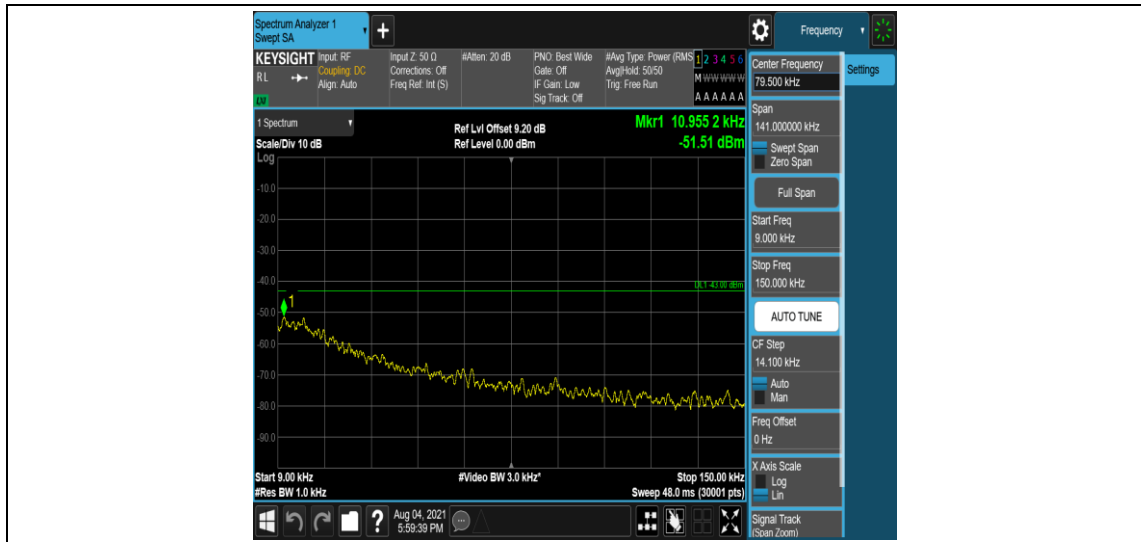 Spectrum Analyzer 1
Swept SA
+
Frequency
KEYSIGHT
RL
Input: RF
Coupling: DC
Align: Auto
Input Z: 50 Ω
Corrections: Off
Freq Ref: Int (S)
#Atten: 20 dB
PNO: Best Wide
Gate: Off
IF Gain: Low
Sig Track: Off
#Avg Type: Power (RMS
Avg|Hold: 50/50
Trig: Free Run
1 2 3 4 5 6
M W W W W W
A A A A A A
1 Spectrum
Scale/Div 10 dB
Ref Lvl Offset 9.20 dB
Ref Level 0.00 dBm
Mkr1 10.955 2 kHz
-51.51 dBm
Log
-10.0
-20.0
-30.0
-40.0
DL1 -43.00 dBm
1
-50.0
-60.0
-70.0
-80.0
-90.0
Start 9.00 kHz
#Video BW 3.0 kHz*
Stop 150.00 kHz
#Res BW 1.0 kHz
Sweep 48.0 ms (30001 pts)
?
Aug 04, 2021
5:59:39 PM
Settings
Center Frequency
79.500 kHz
Span
141.000000 kHz
Swept Span
Zero Span
Full Span
Start Freq
9.000 kHz
Stop Freq
150.000 kHz
AUTO TUNE
CF Step
14.100 kHz
Auto
Man
Freq Offset
0 Hz
X Axis Scale
Log
Lin
Signal Track
(Span Zoom)